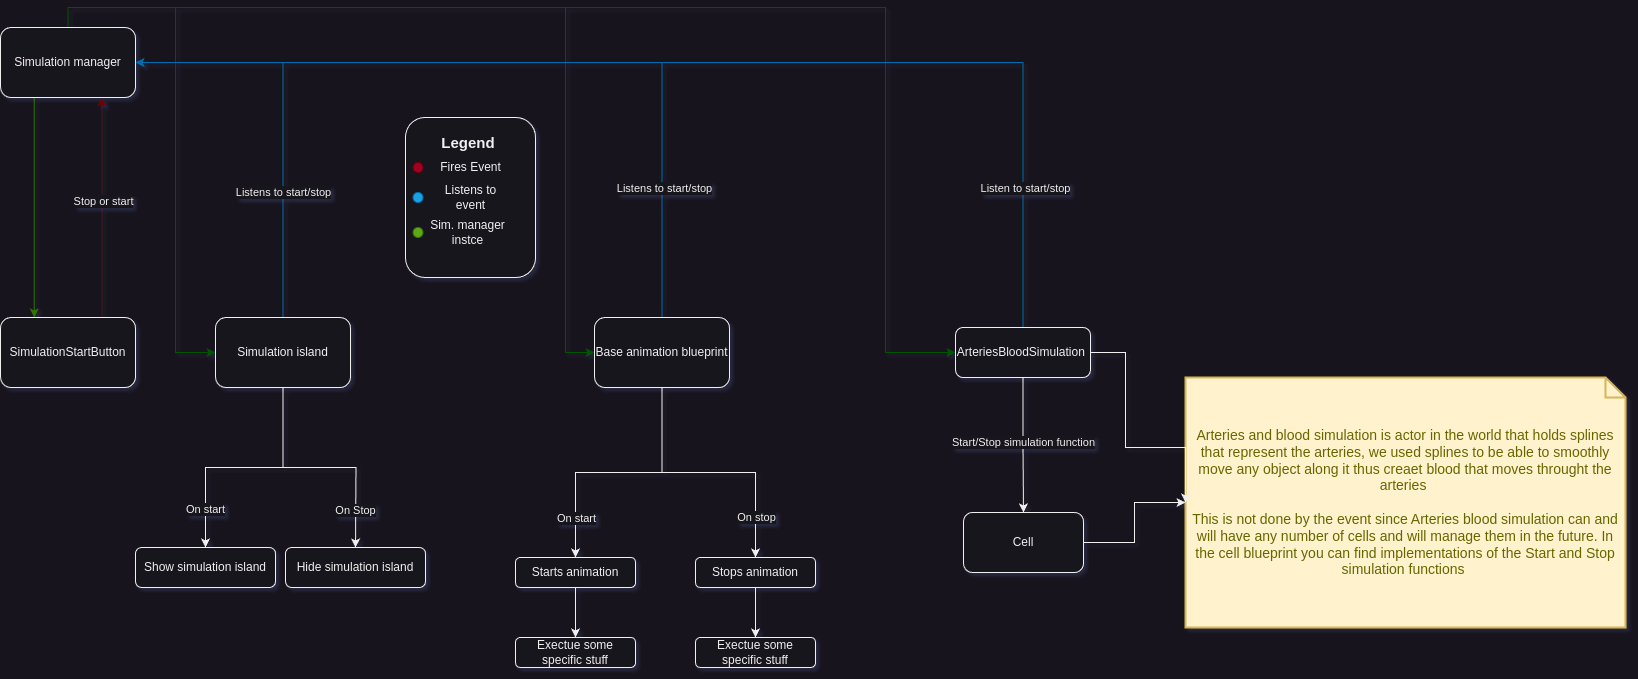 Simulation manager
Legend
Fires Event
Listens to
event
Sim. manager
instce
Stop or start
Listens to start/stop
Listens to start/stop
Listen to start/stop
SimulationStartButton
Simulation island
Base animation blueprint
ArteriesBloodSimulation
Start/Stop simulation function
On start
On Stop
On start
On stop
Show simulation island
Hide simulation island
Starts animation
Stops animation
Exectue some
specific stuff
Exectue some
specific stuff
Cell
Arteries and blood simulation is actor in the world that holds splines
that represent the arteries, we used splines to be able to smoothly
move any object along it thus creaet blood that moves throught the
arteries
This is not done by the event since Arteries blood simulation can and
will have any number of cells and will manage them in the future. In
the cell blueprint you can find implementations of the Start and Stop
simulation functions